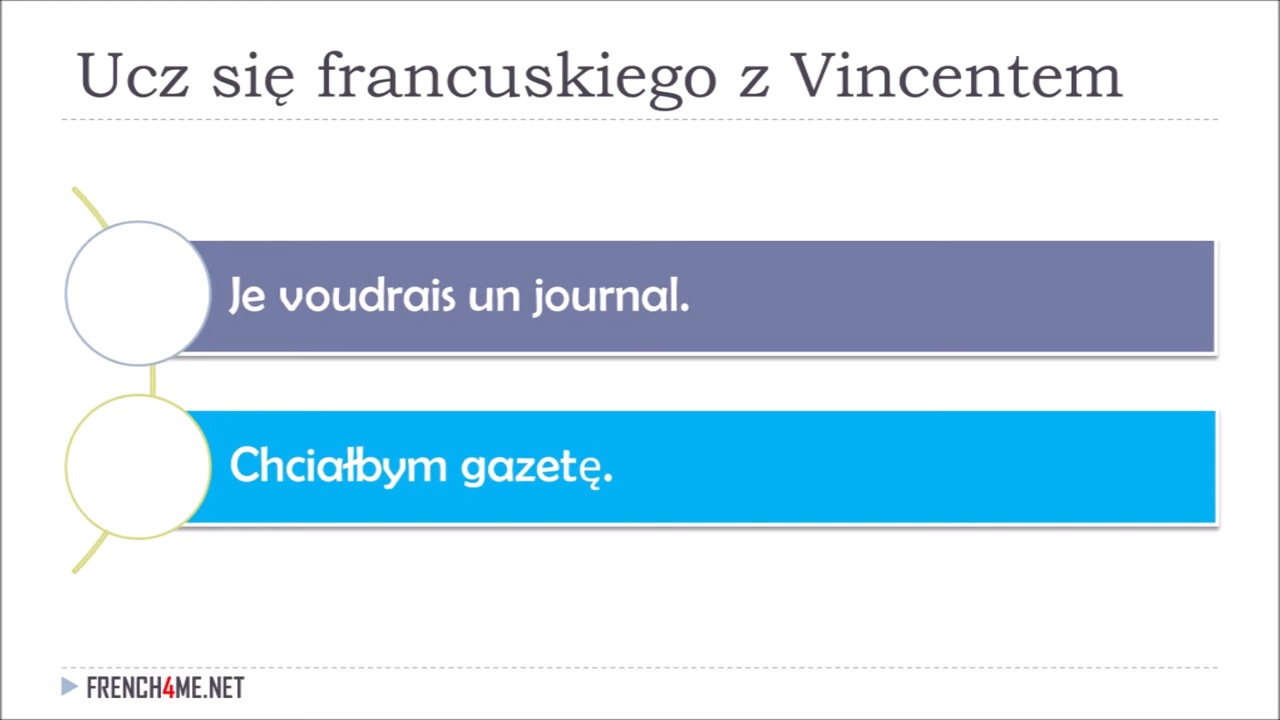 Ucz się francuskiego z Vincentem
Je voudrais un journal.
Chciałbym gazetę.
FRENCH4ME.NET